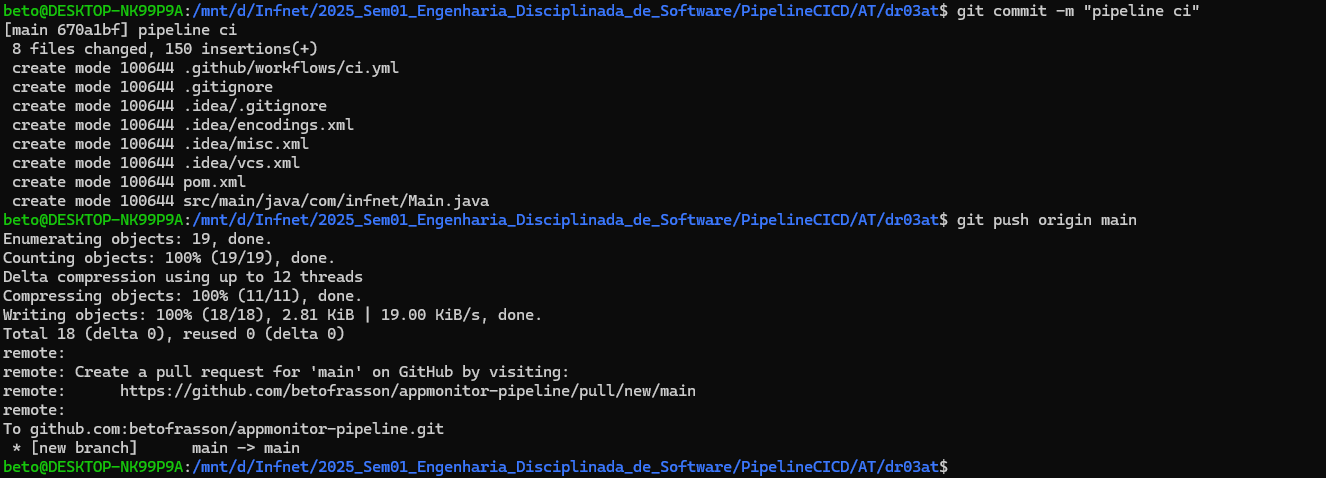 beto@DESKTOP-NK99P9A:/mnt/d/Infnet/2025_Sem01_Engenharia_Disciplinada_de_Software/PipelineCICD/AT/dr03at$ git commit -m "pipeline ci"
[main 670a1bf] pipeline ci
 8 files changed, 150 insertions(+)
 create mode 100644 .github/workflows/ci.yml
 create mode 100644 .gitignore
 create mode 100644 .idea/.gitignore
 create mode 100644 .idea/encodings.xml
 create mode 100644 .idea/misc.xml
 create mode 100644 .idea/vcs.xml
 create mode 100644 pom.xml
 create mode 100644 src/main/java/com/infnet/Main.java
beto@DESKTOP-NK99P9A:/mnt/d/Infnet/2025_Sem01_Engenharia_Disciplinada_de_Software/PipelineCICD/AT/dr03at$ git push origin main
Enumerating objects: 19, done.
Counting objects: 100% (19/19), done.
Delta compression using up to 12 threads
Compressing objects: 100% (11/11), done.
Writing objects: 100% (18/18), 2.81 KiB | 19.00 KiB/s, done.
Total 18 (delta 0), reused 0 (delta 0)
remote:
remote: Create a pull request for 'main' on GitHub by visiting:
remote:      https://github.com/betofrasson/appmonitor-pipeline/pull/new/main
remote:
To github.com:betofrasson/appmonitor-pipeline.git
 * [new branch]      main -> main
beto@DESKTOP-NK99P9A:/mnt/d/Infnet/2025_Sem01_Engenharia_Disciplinada_de_Software/PipelineCICD/AT/dr03at$